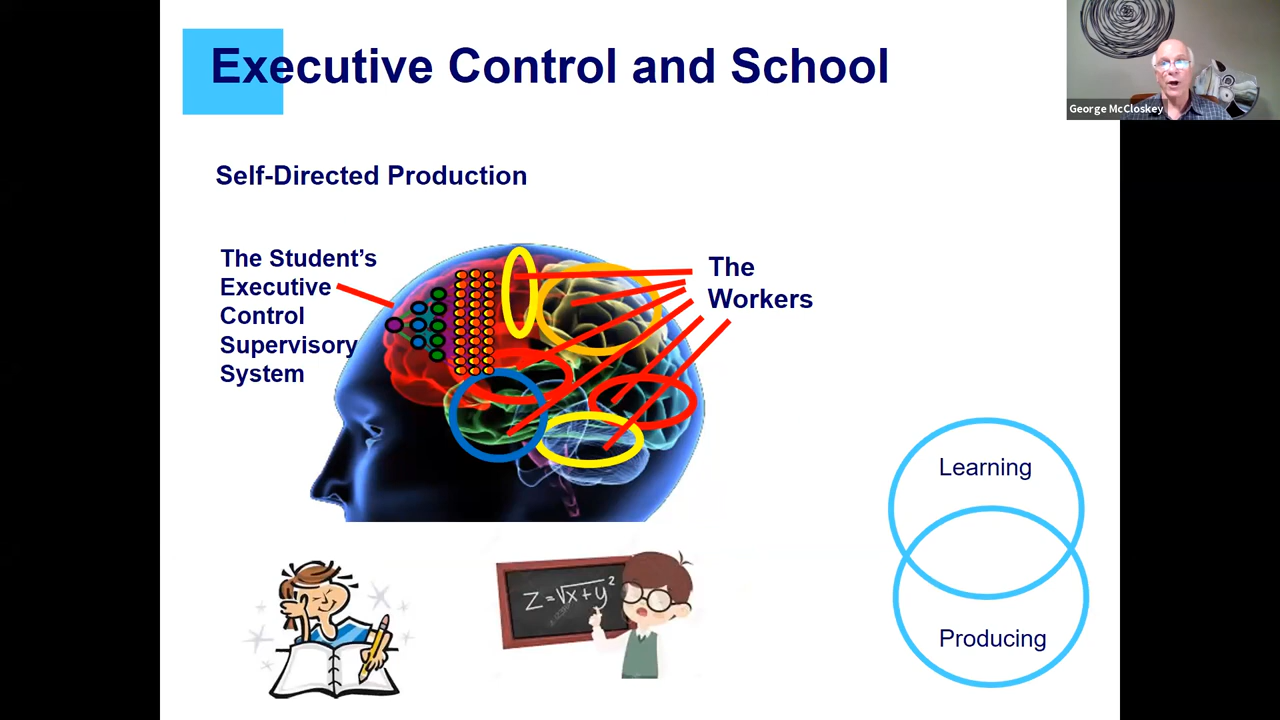 Executive Control and School
George McCloskey
Self-Directed Production
The Student’s
Executive
Control
Supervisory
System
The
Workers
Learning
Producing
Z=√x+y²